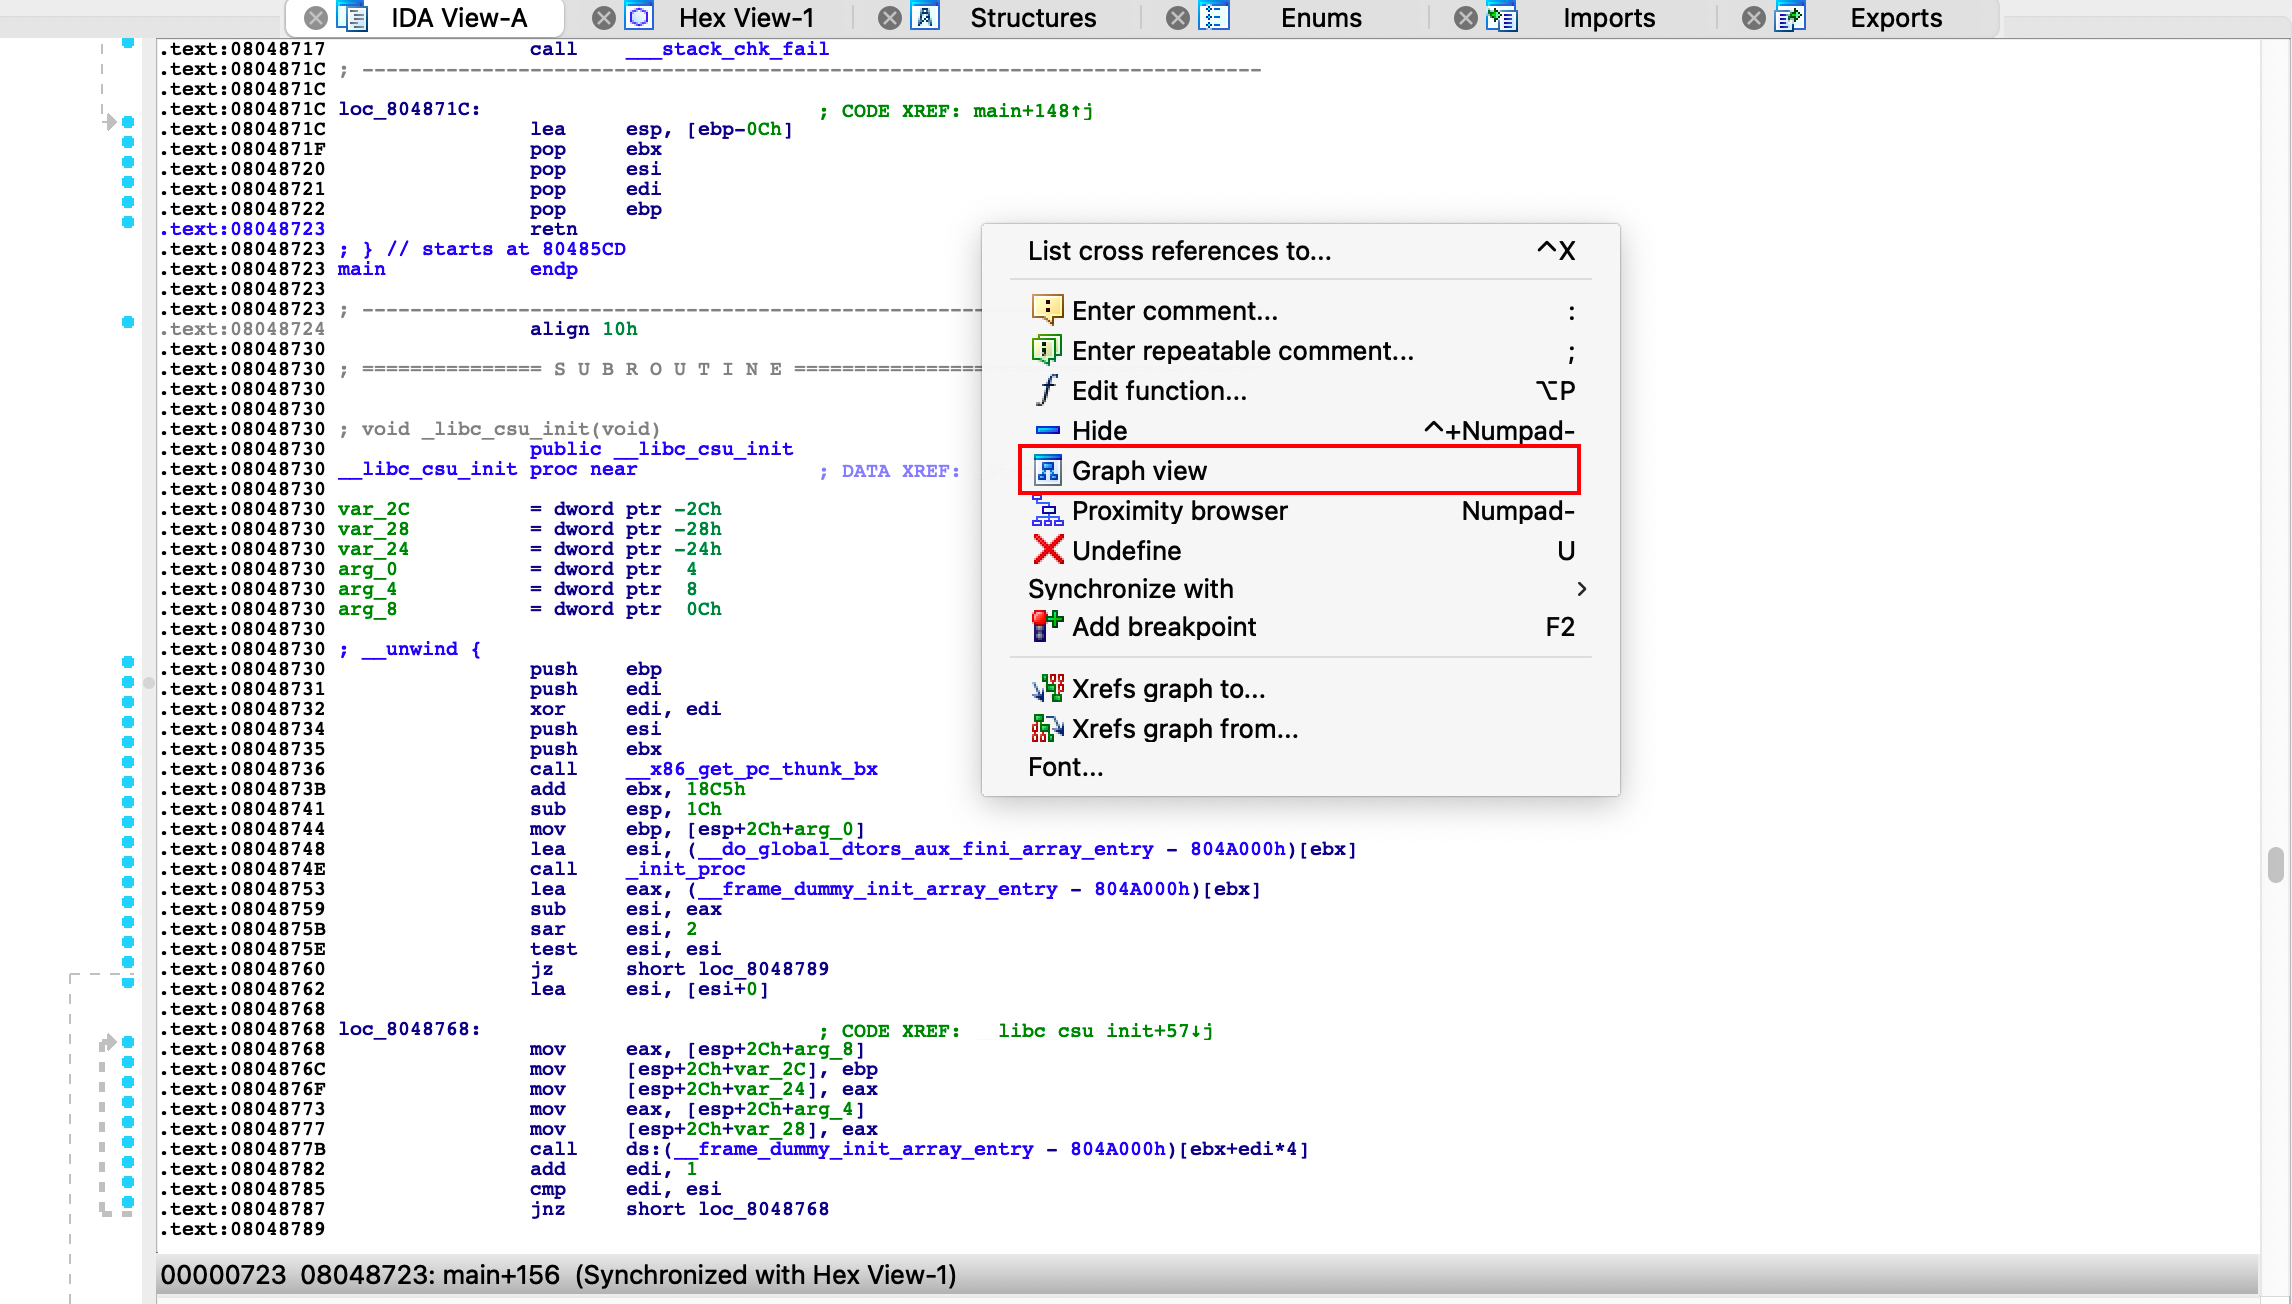 IDA View-A Hex View-1 Structures Enums Imports Exports
.text:08048717 call ___stack_chk_fail
.text:0804871C ; ---------------------------------------------------------------------------
.text:0804871C
.text:0804871C loc_804871C: ; CODE XREF: main+148↑j
.text:0804871C lea esp, [ebp-0Ch]
.text:0804871F pop ebx
.text:08048720 pop esi
.text:08048721 pop edi
.text:08048722 pop ebp
.text:08048723 retn
.text:08048723 ; } // starts at 80485CD
.text:08048723 main endp
.text:08048723
.text:08048723 ; ----------------------------------------------------
.text:08048724 align 10h
.text:08048730
.text:08048730 ; =============== S U B R O U T I N E ================
.text:08048730
.text:08048730
.text:08048730 ; void _libc_csu_init(void)
.text:08048730 public __libc_csu_init
.text:08048730 __libc_csu_init proc near ; DATA XREF:
.text:08048730
.text:08048730 var_2C = dword ptr -2Ch
.text:08048730 var_28 = dword ptr -28h
.text:08048730 var_24 = dword ptr -24h
.text:08048730 arg_0 = dword ptr 4
.text:08048730 arg_4 = dword ptr 8
.text:08048730 arg_8 = dword ptr 0Ch
.text:08048730
.text:08048730 ; __unwind {
.text:08048730 push ebp
.text:08048731 push edi
.text:08048732 xor edi, edi
.text:08048734 push esi
.text:08048735 push ebx
.text:08048736 call __x86_get_pc_thunk_bx
.text:0804873B add ebx, 18C5h
.text:08048741 sub esp, 1Ch
.text:08048744 mov ebp, [esp+2Ch+arg_0]
.text:08048748 lea esi, (__do_global_dtors_aux_fini_array_entry - 804A000h)[ebx]
.text:0804874E call _init_proc
.text:08048753 lea eax, (__frame_dummy_init_array_entry - 804A000h)[ebx]
.text:08048759 sub esi, eax
.text:0804875B sar esi, 2
.text:0804875E test esi, esi
.text:08048760 jz short loc_8048789
.text:08048762 lea esi, [esi+0]
.text:08048768
.text:08048768 loc_8048768: ; CODE XREF: __libc_csu_init+57↓j
.text:08048768 mov eax, [esp+2Ch+arg_8]
.text:0804876C mov [esp+2Ch+var_2C], ebp
.text:0804876F mov [esp+2Ch+var_24], eax
.text:08048773 mov eax, [esp+2Ch+arg_4]
.text:08048777 mov [esp+2Ch+var_28], eax
.text:0804877B call ds:(__frame_dummy_init_array_entry - 804A000h)[ebx+edi*4]
.text:08048782 add edi, 1
.text:08048785 cmp edi, esi
.text:08048787 jnz short loc_8048768
.text:08048789
List cross references to... ^X
Enter comment... :
Enter repeatable comment... ;
Edit function... ⌥P
Hide ^+Numpad-
Graph view
Proximity browser Numpad-
Undefine U
Synchronize with >
Add breakpoint F2
Xrefs graph to...
Xrefs graph from...
Font...
00000723 08048723: main+156 (Synchronized with Hex View-1)